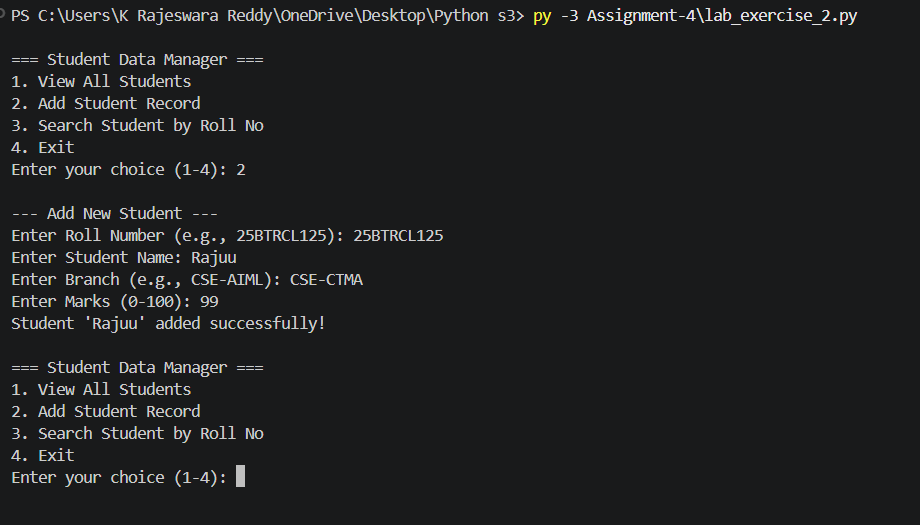 PS C:\Users\K Rajeswara Reddy\OneDrive\Desktop\Python s3> py -3 Assignment-4\lab_exercise_2.py
=== Student Data Manager ===
1. View All Students
2. Add Student Record
3. Search Student by Roll No
4. Exit
Enter your choice (1-4): 2
--- Add New Student ---
Enter Roll Number (e.g., 25BTRCL125): 25BTRCL125
Enter Student Name: Rajuu
Enter Branch (e.g., CSE-AIML): CSE-CTMA
Enter Marks (0-100): 99
Student 'Rajuu' added successfully!
=== Student Data Manager ===
1. View All Students
2. Add Student Record
3. Search Student by Roll No
4. Exit
Enter your choice (1-4):